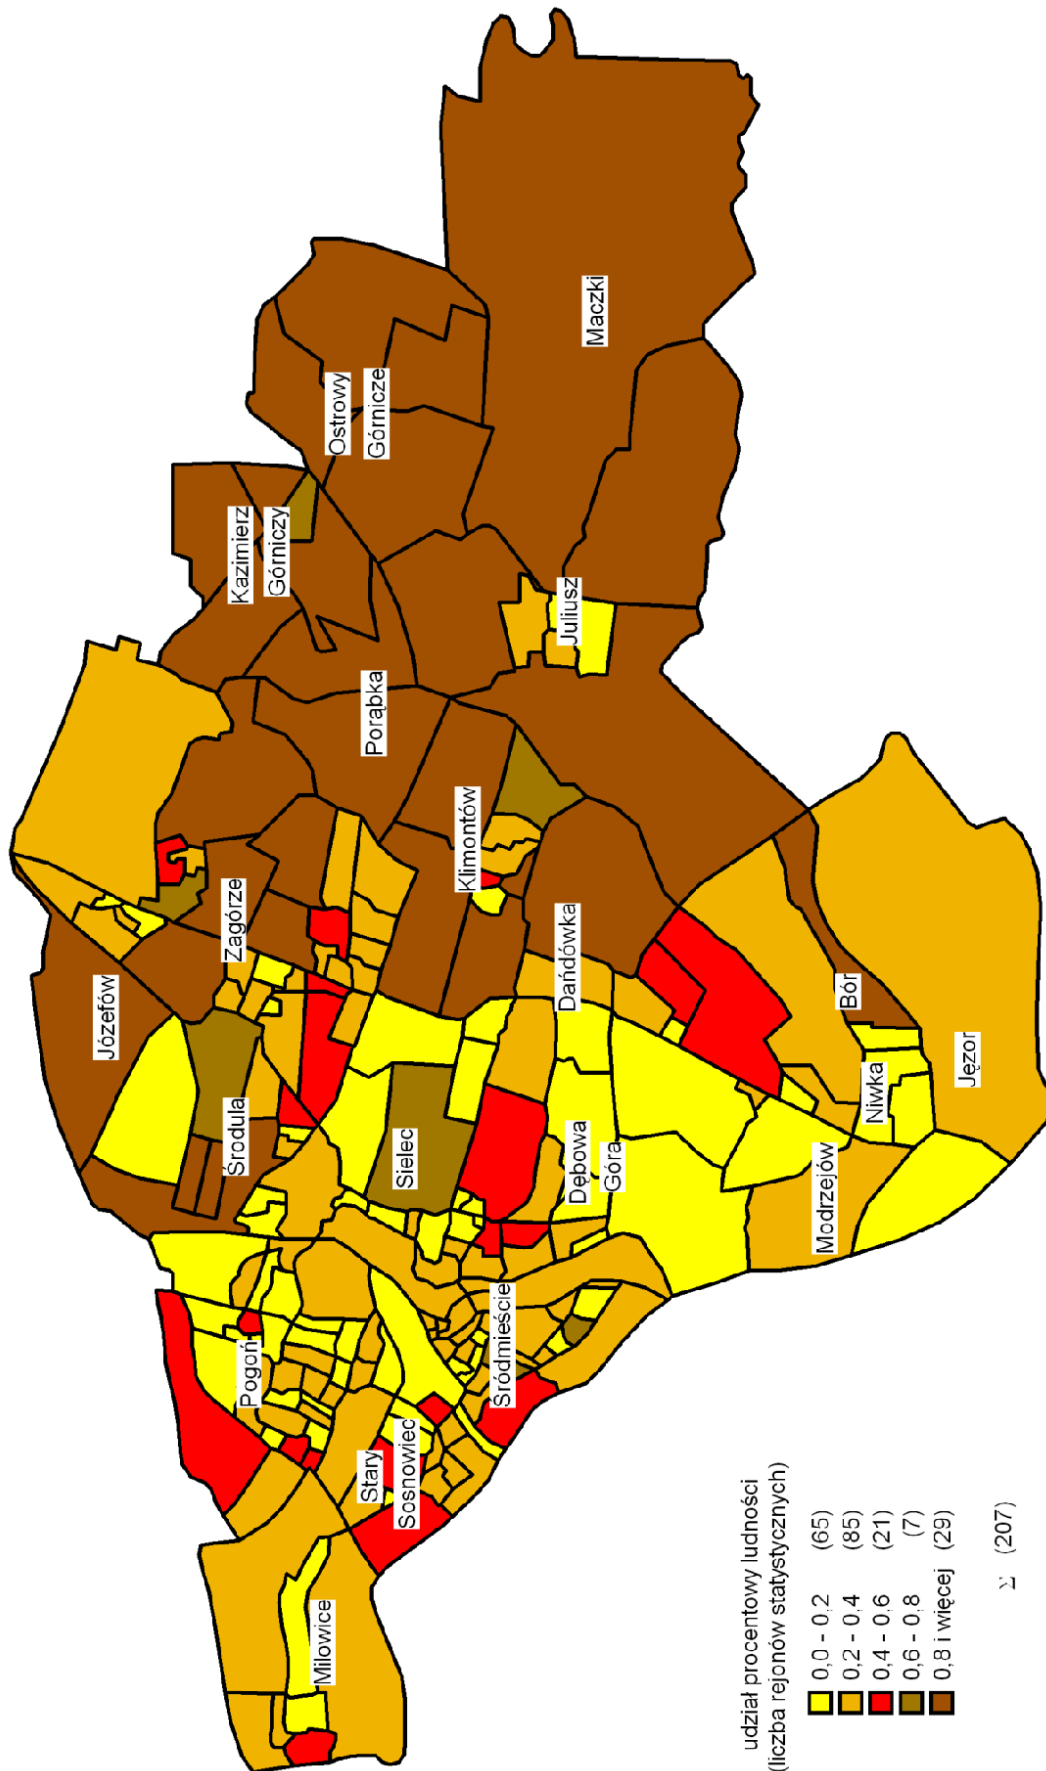 Milowice
Pogoń
Stary
Sosnowiec
Śródmieście
Środula
Józefów
Zagórze
Sielec
Dębowa
Góra
Modrzejów
Dańdówka
Niwka
Bór
Jęzor
Klimontów
Porąbka
Kazimierz
Górniczy
Juliusz
Ostrowy
Górnicze
Maczki
udział procentowy ludności
(liczba rejonów statystycznych)
0,0 - 0,2 (65)
0,2 - 0,4 (85)
0,4 - 0,6 (21)
0,6 - 0,8 (7)
0,8 i więcej (29)
Σ (207)